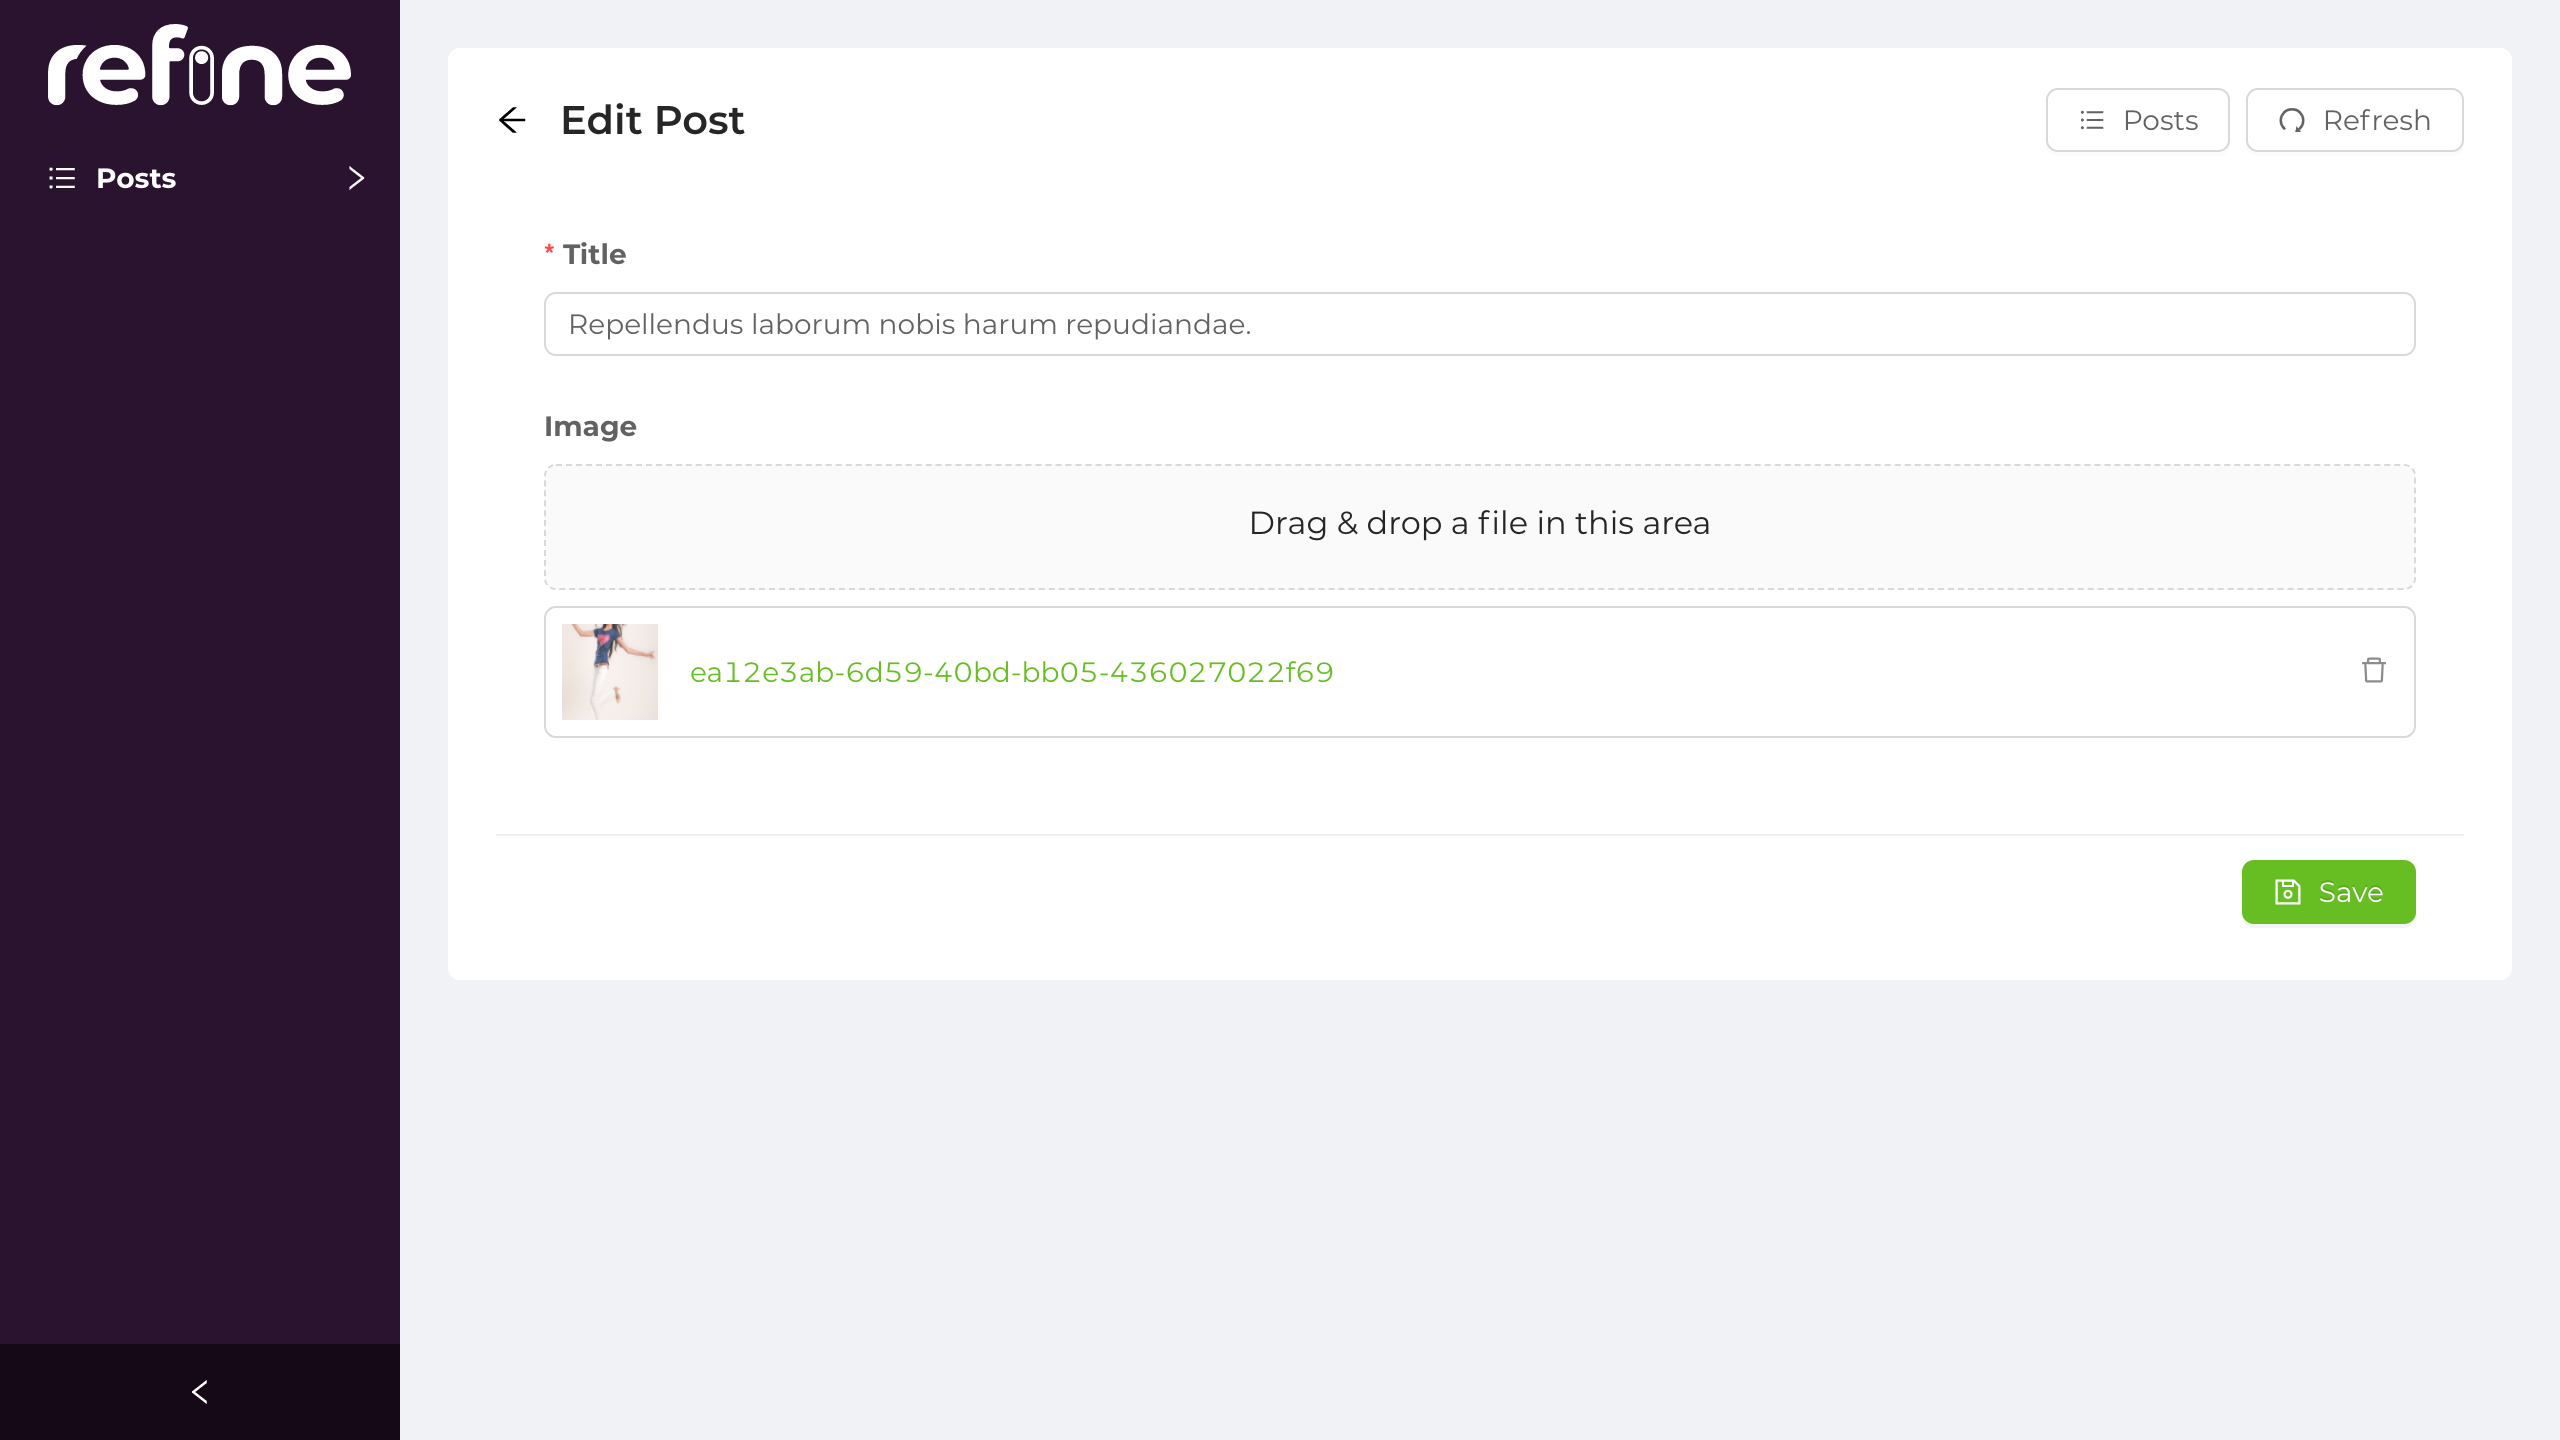 refine
Posts
Edit Post
Posts
Refresh
* Title
Repellendus laborum nobis harum repudiandae.
Image
Drag & drop a file in this area
ea12e3ab-6d59-40bd-bb05-436027022f69
Save